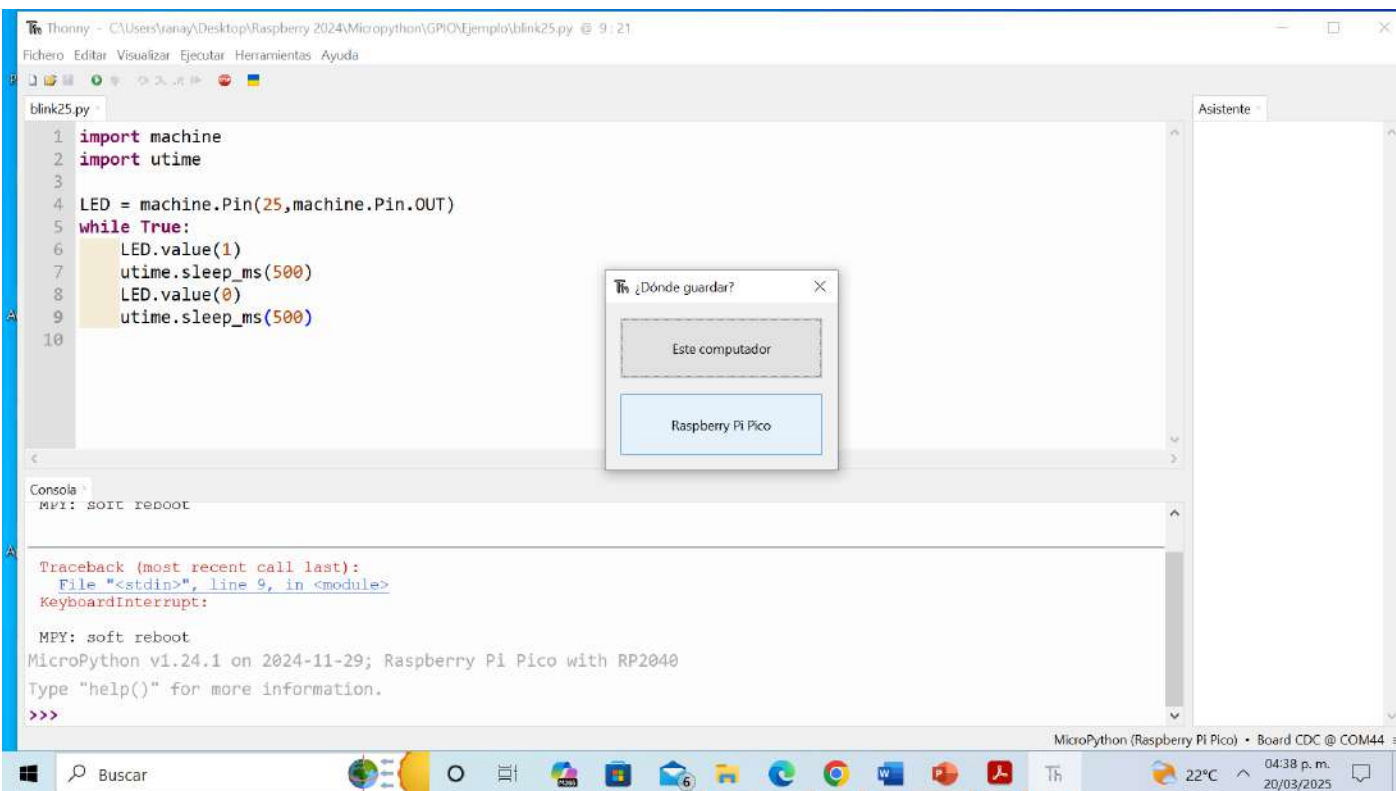 Thonny - C:\Users\ranay\Desktop\Raspberry 2024\Micropython\GPIO\Ejemplo\blink25.py @ 9:21
Fichero Editar Visualizar Ejecutar Herramientas Ayuda
blink25.py
Asistente
1 import machine
2 import utime
3
4 LED = machine.Pin(25,machine.Pin.OUT)
5 while True:
6 LED.value(1)
7 utime.sleep_ms(500)
8 LED.value(0)
9 utime.sleep_ms(500)
10
¿Dónde guardar?
Este computador
Raspberry Pi Pico
Consola
MPY: soft reboot
Traceback (most recent call last):
File "<stdin>", line 9, in <module>
KeyboardInterrupt:
MPY: soft reboot
MicroPython v1.24.1 on 2024-11-29; Raspberry Pi Pico with RP2040
Type "help()" for more information.
>>>
MicroPython (Raspberry Pi Pico) • Board CDC @ COM44
Buscar
6
22°C
04:38 p. m.
20/03/2025